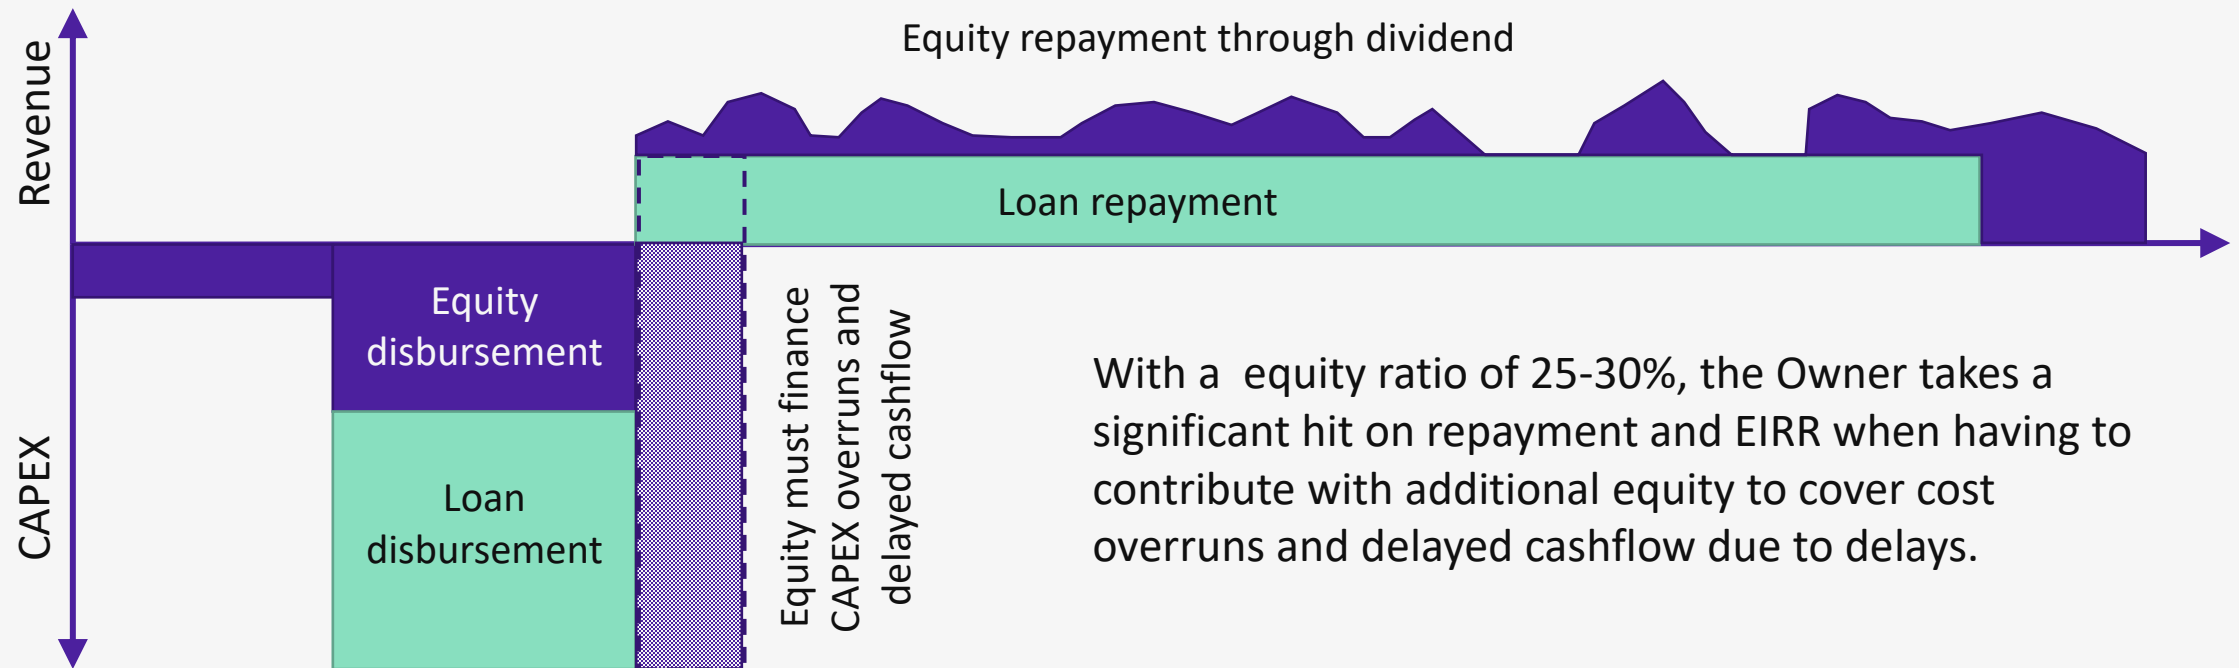 Equity repayment through dividend
Revenue
Loan repayment
Equity
disbursement
Loan
disbursement
CAPEX
Equity must finance
CAPEX overruns and
delayed cashflow
With a  equity ratio of 25-30%, the Owner takes a
significant hit on repayment and EIRR when having to
contribute with additional equity to cover cost
overruns and delayed cashflow due to delays.